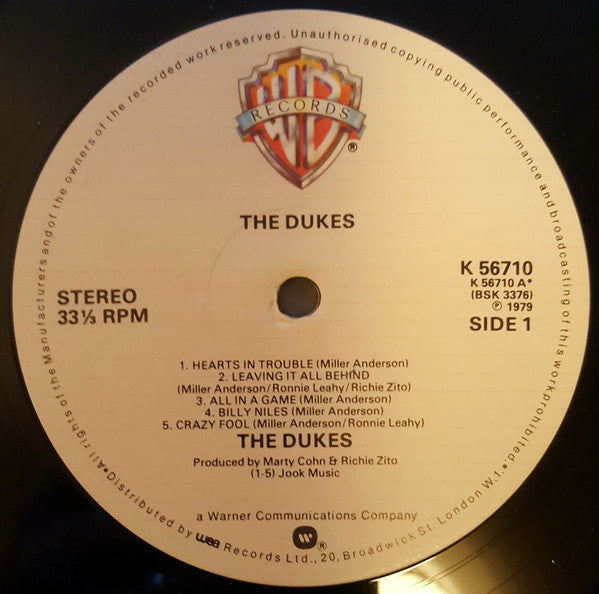 All rights of the Manufacturers and of the owners of the recorded work reserved. Unauthorised copying public performance and broadcasting of this work prohibited.
WB
RECORDS
®
THE DUKES
STEREO
33⅓ RPM
K 56710
K 56710 A*
(BSK 3376)
℗ 1979
SIDE 1
1. HEARTS IN TROUBLE (Miller Anderson)
2. LEAVING IT ALL BEHIND
(Miller Anderson/Ronnie Leahy/Richie Zito)
3. ALL IN A GAME (Miller Anderson)
4. BILLY NILES (Miller Anderson)
5. CRAZY FOOL (Miller Anderson/Ronnie Leahy)
THE DUKES
Produced by Marty Cohn & Richie Zito
(1-5) Jook Music
a Warner Communications Company
®
•Distributed by wea Records Ltd., 20, Broadwick St. London W.1.•